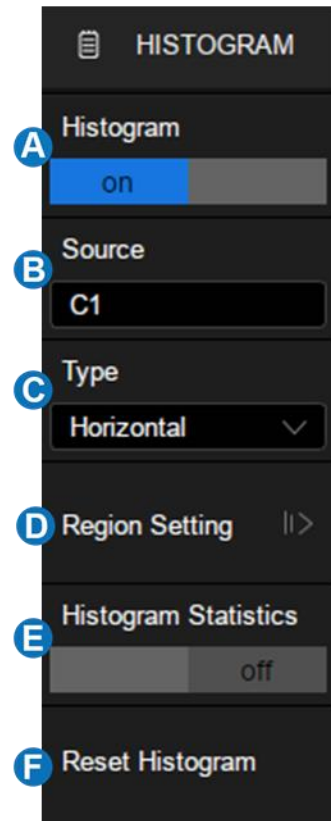 HISTOGRAM
A
Histogram
on
B
Source
C1
C
Type
Horizontal
D
Region Setting
E
Histogram Statistics
off
F
Reset Histogram